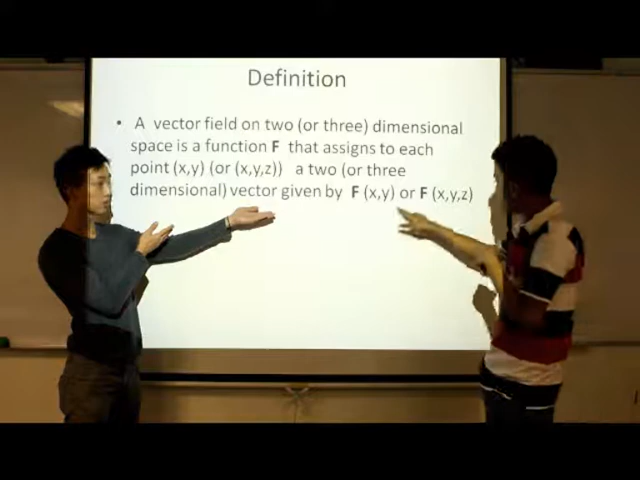 Definition
• A vector field on two (or three) dimensional
space is a function F that assigns to each
point (x,y) (or (x,y,z)) a two (or three
dimensional) vector given by F (x,y) or F (x,y,z)